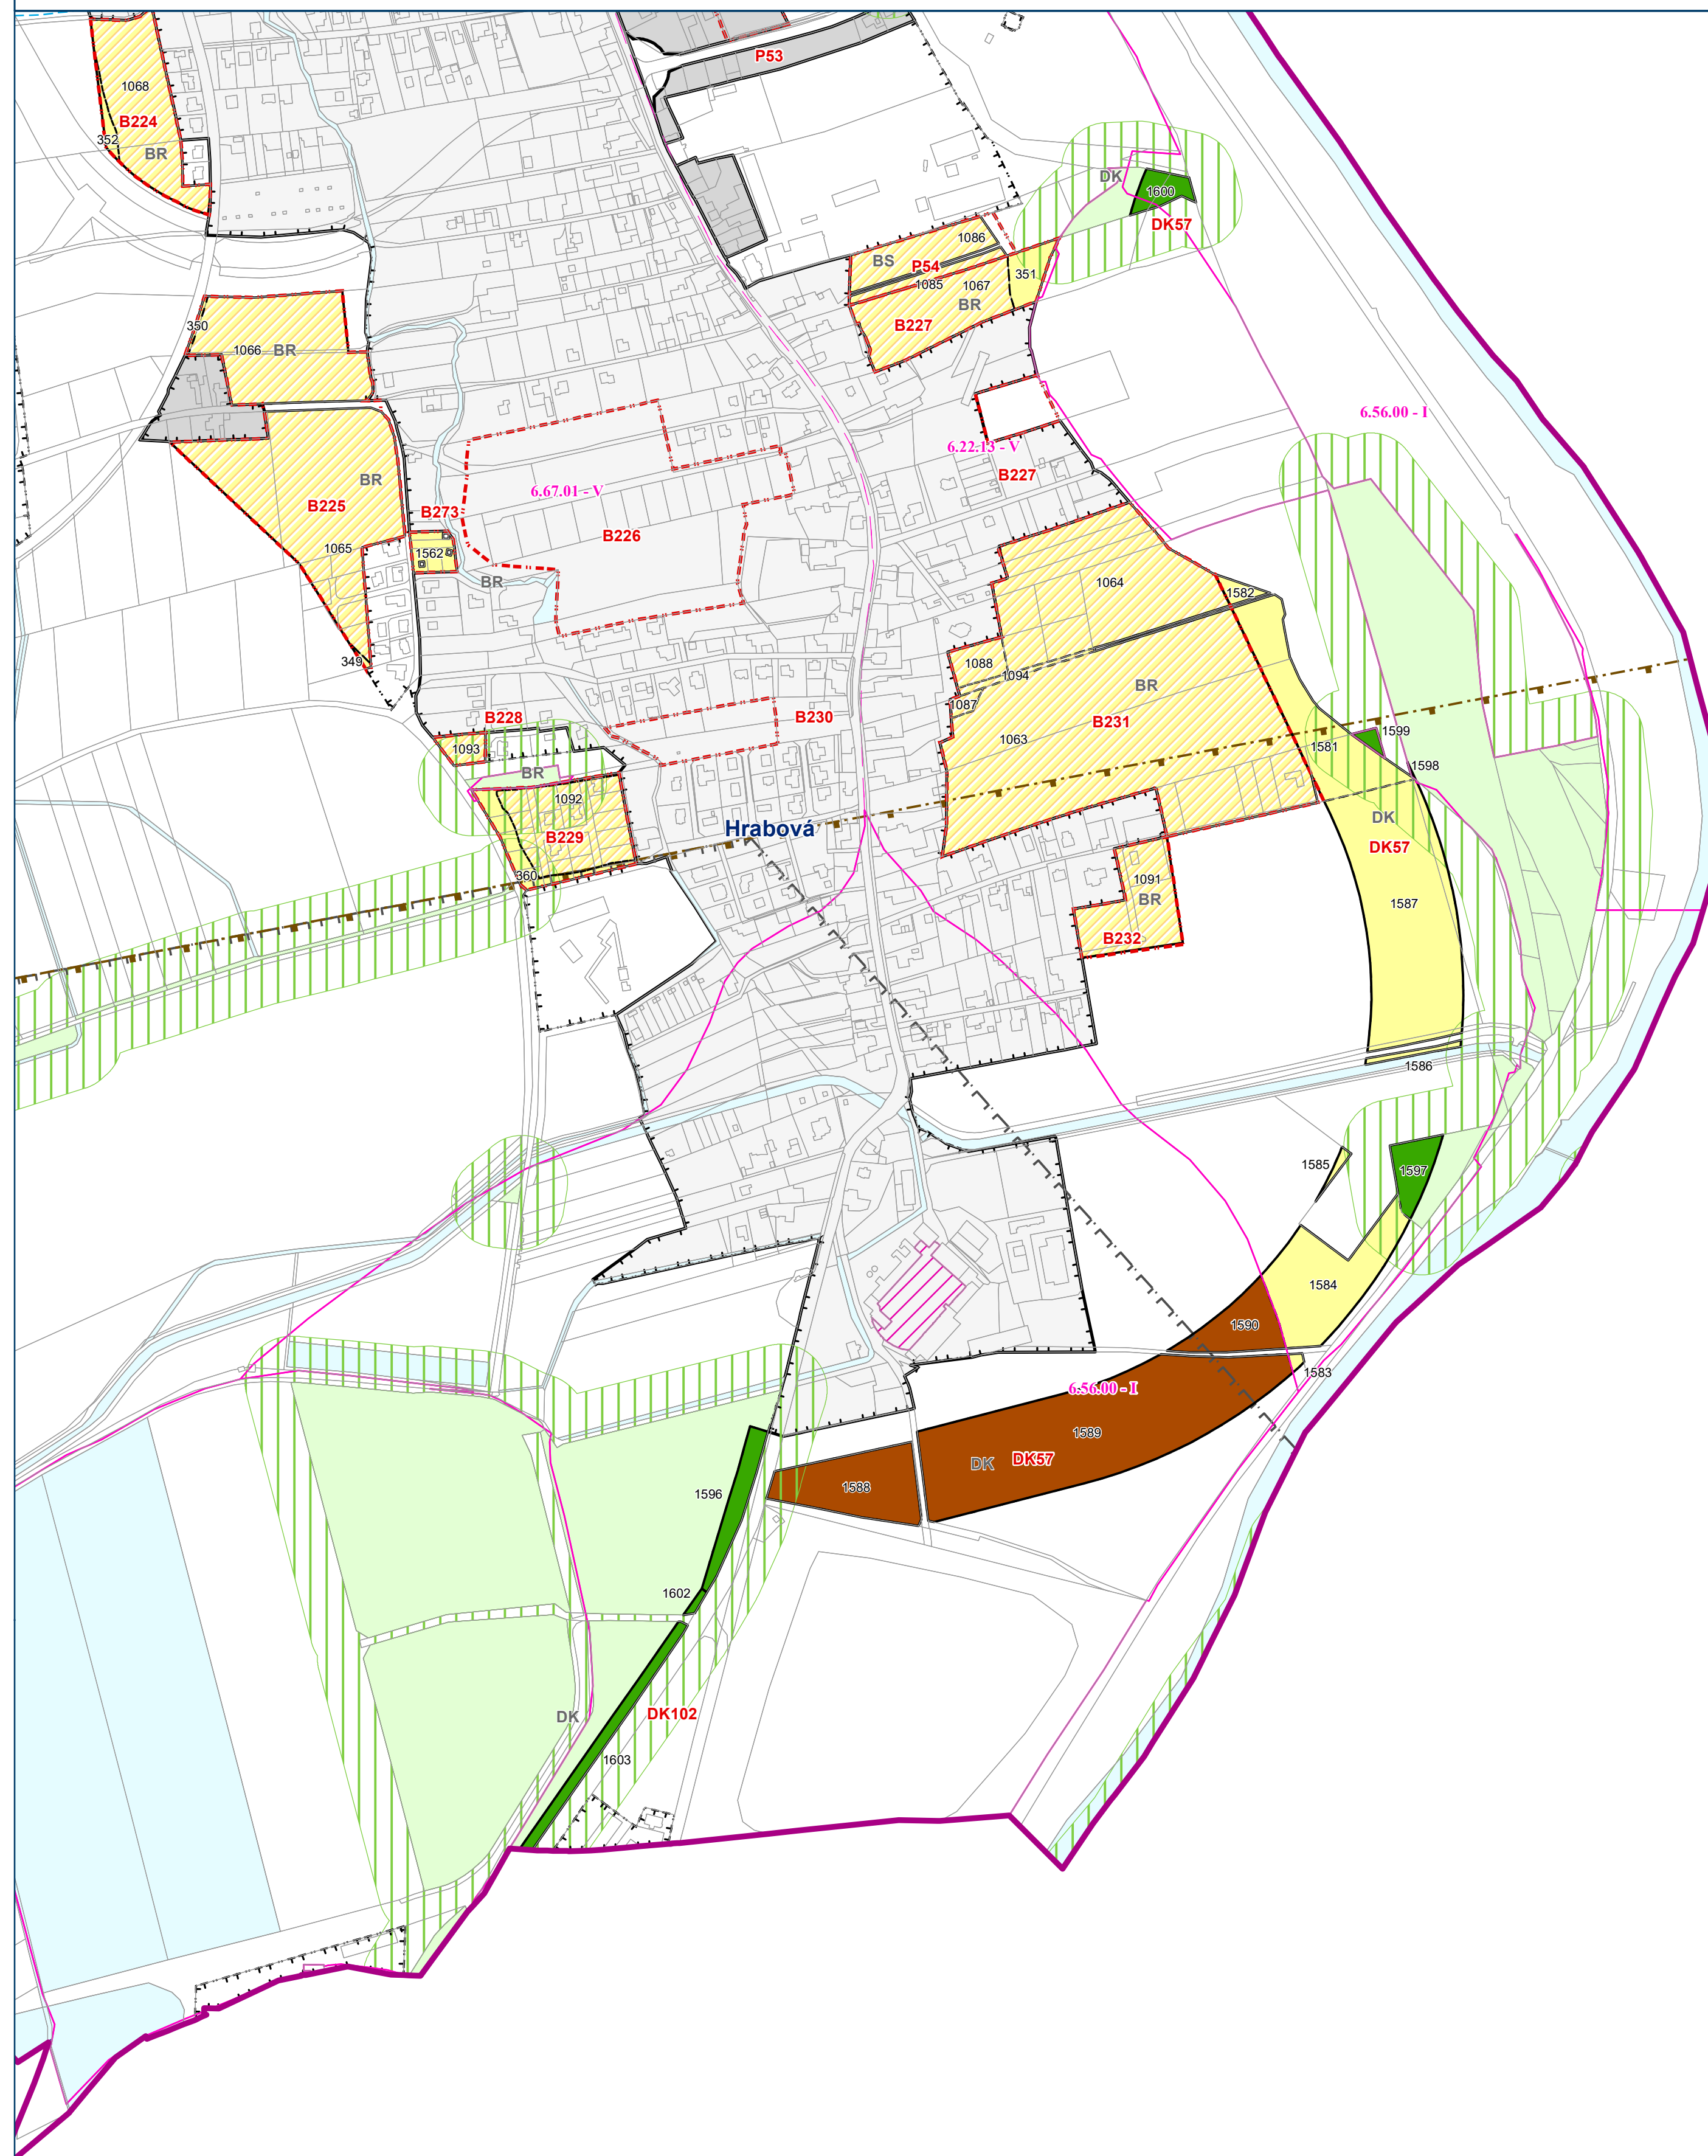 P53
1068
B224
352
BR
DK
1600
DK57
1086
BS
P54
351
1085
1067
BR
B227
350
1066
BR
6.56.00 - I
6.22.13 - V
B227
BR
6.67.01 - V
B225
B273
B226
1065
1562
BR
1064
1582
349
1088
1094
BR
1087
B228
B230
B231
1063
1599
1093
1581
1598
BR
1092
DK
Hrabová
B229
DK57
360
1091
BR
1587
B232
1586
1585
1597
1584
1590
1583
6.56.00 - I
1589
DK
DK57
1588
1596
1602
DK
DK102
1603